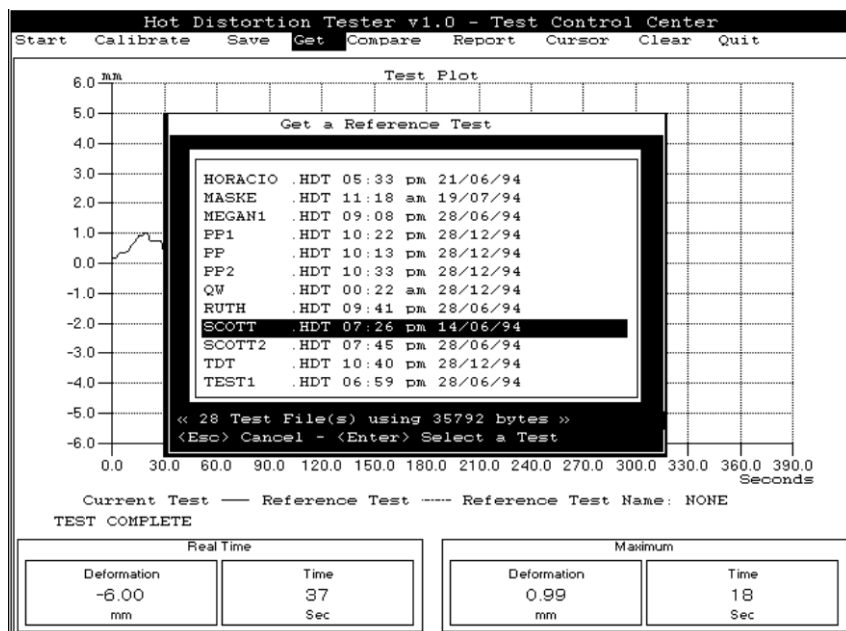 Hot Distortion Tester v1.0 - Test Control Center
Start Calibrate Save Get Compare Report Cursor Clear Quit
Test Plot
mm
6.0
5.0
4.0
3.0
2.0
1.0
0.0
-1.0
-2.0
-3.0
-4.0
-5.0
-6.0
Get a Reference Test
HORACIO .HDT 05:33 pm 21/06/94
MASKE .HDT 11:18 am 19/07/94
MEGAN1 .HDT 09:08 pm 28/06/94
PP1 .HDT 10:22 pm 28/12/94
PP .HDT 10:13 pm 28/12/94
PP2 .HDT 10:33 pm 28/12/94
QW .HDT 00:22 am 28/12/94
RUTH .HDT 09:41 pm 28/06/94
SCOTT .HDT 07:26 pm 14/06/94
SCOTT2 .HDT 07:45 pm 28/06/94
TDT .HDT 10:40 pm 28/12/94
TEST1 .HDT 06:59 pm 28/06/94
« 28 Test File(s) using 35792 bytes »
<Esc> Cancel - <Enter> Select a Test
0.0 30.0 60.0 90.0 120.0 150.0 180.0 210.0 240.0 270.0 300.0 330.0 360.0 390.0
Seconds
Current Test —— Reference Test ------ Reference Test Name: NONE
TEST COMPLETE
Real Time
Deformation
-6.00
mm
Time
37
Sec
Maximum
Deformation
0.99
mm
Time
18
Sec